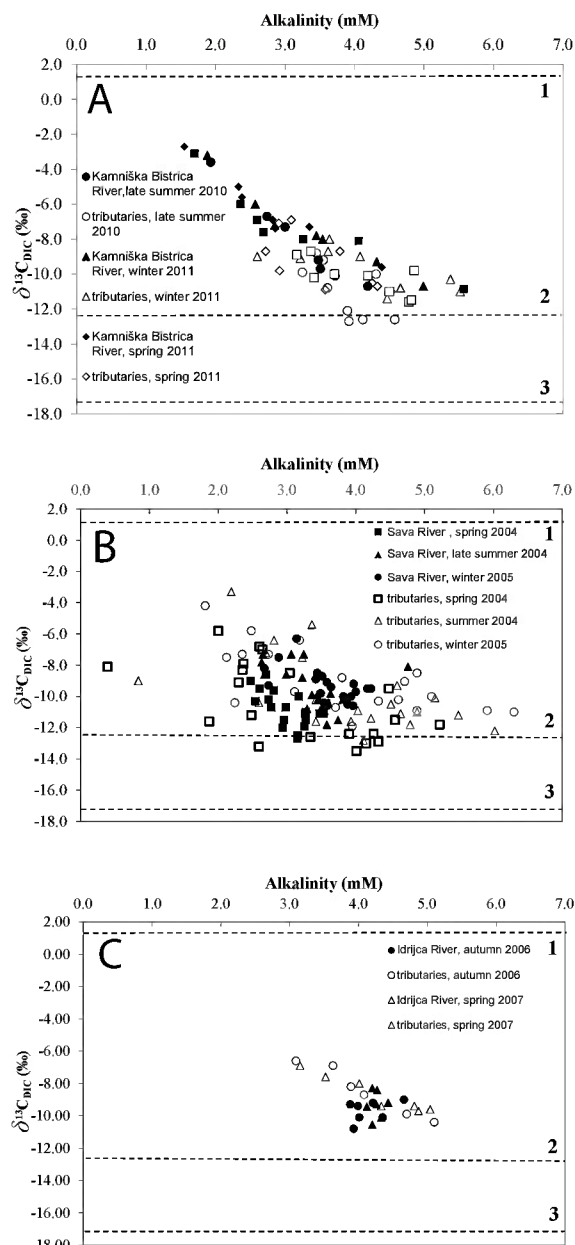 Alkalinity (mM)
0.0 1.0 2.0 3.0 4.0 5.0 6.0 7.0
2.0
0.0
-2.0
-4.0
-6.0
-8.0
-10.0
-12.0
-14.0
-16.0
-18.0
δ¹³C_DIC (‰)
A
1
2
3
Kamniška Bistrica
River,late summer 2010
tributaries, late summer
2010
Kamniška Bistrica
River, winter 2011
tributaries, winter 2011
Kamniška Bistrica
River, spring 2011
tributaries, spring 2011
Alkalinity (mM)
0.0 1.0 2.0 3.0 4.0 5.0 6.0 7.0
2.0
0.0
-2.0
-4.0
-6.0
-8.0
-10.0
-12.0
-14.0
-16.0
-18.0
δ¹³C_DIC (‰)
B
1
2
3
Sava River , spring 2004
Sava River, late summer 2004
Sava River, winter 2005
tributaries, spring 2004
tributaries, summer 2004
tributaries, winter 2005
Alkalinity (mM)
0.0 1.0 2.0 3.0 4.0 5.0 6.0 7.0
2.00
0.00
-2.00
-4.00
-6.00
-8.00
-10.00
-12.00
-14.00
-16.00
-18.00
δ¹³C_DIC (‰)
C
1
2
3
Idrijca River, autumn 2006
tributaries, autumn 2006
Idrijca River, spring 2007
tributaries, spring 2007